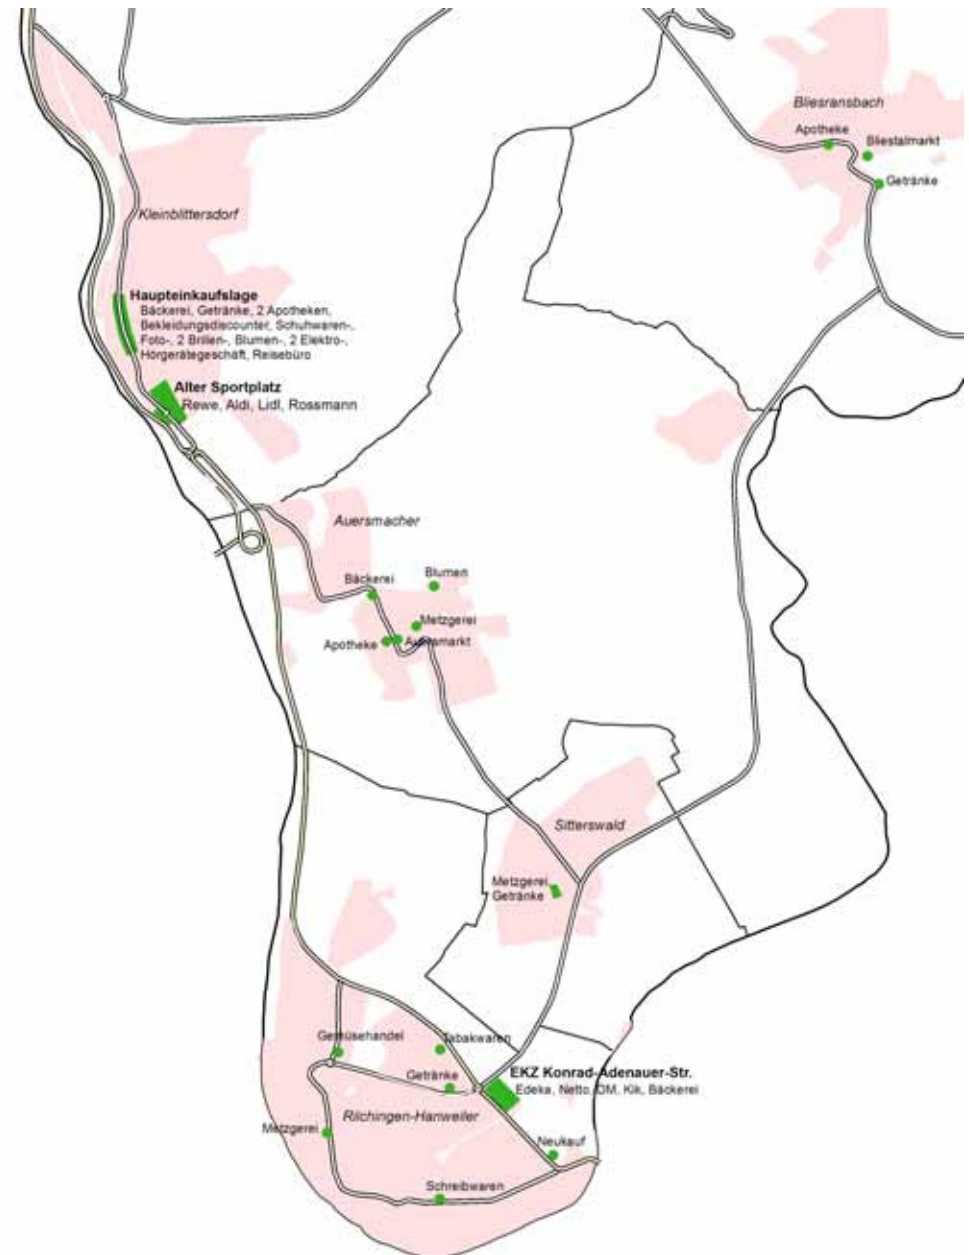 Bliesransbach
Apotheke
Bliestalmarkt
Getränke
Kleinblittersdorf
Haupteinkaufslage
Bäckerei, Getränke, 2 Apotheken,
Bekleidungsdiscounter, Schuhwaren-,
Foto-, 2 Brillen-, Blumen-, 2 Elektro-,
Hörgerätegeschäft, Reisebüro
Alter Sportplatz
Rewe, Aldi, Lidl, Rossmann
Auersmacher
Bäckerei
Blumen
Metzgerei
Apotheke
Auersmarkt
Sitterswald
Metzgerei
Getränke
Gemüsehandel
Tabakwaren
Getränke
EKZ Konrad-Adenauer-Str.
Edeka, Netto, DM, Kik, Bäckerei
Rilchingen-Hanweiler
Metzgerei
Neukauf
Schreibwaren